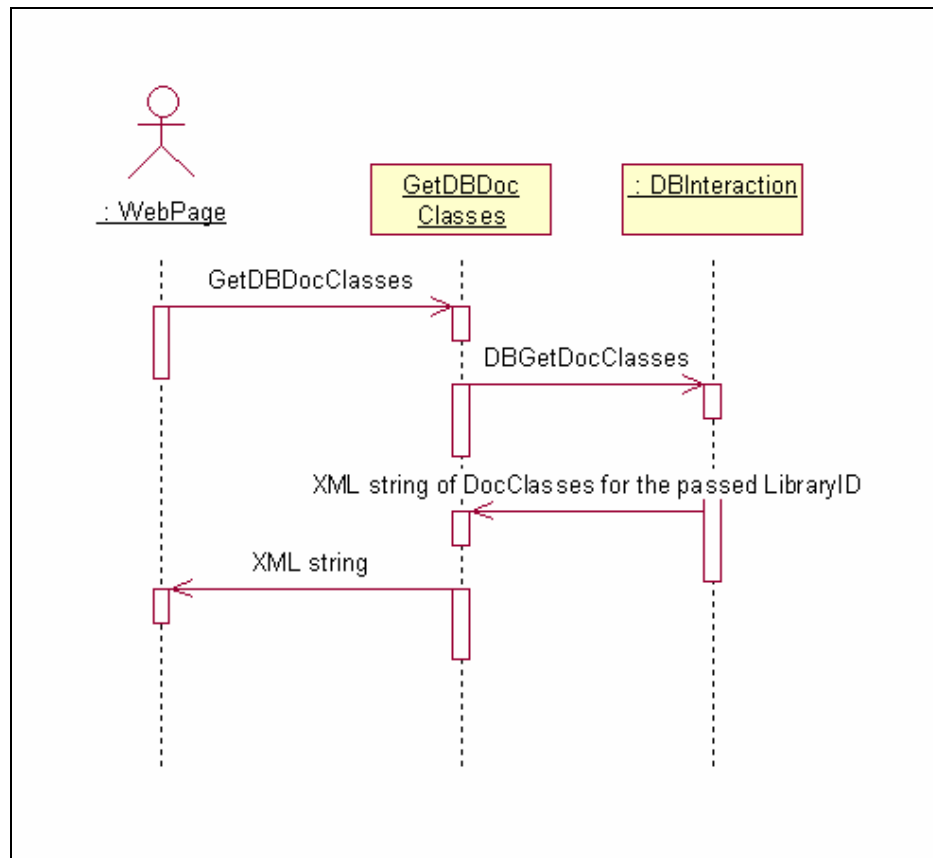 : WebPage
GetDBDoc
Classes
: DBInteraction
GetDBDocClasses
DBGetDocClasses
XML string of DocClasses for the passed LibraryID
XML string